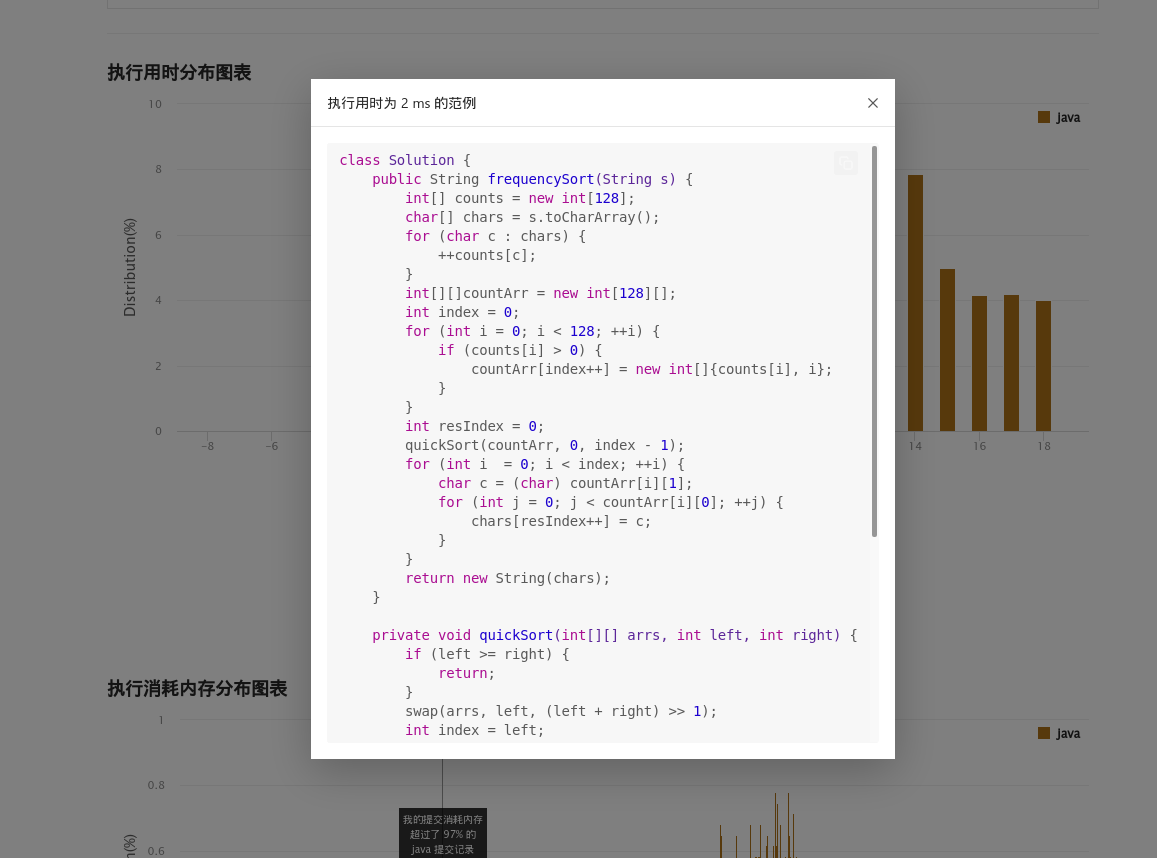 执行用时分布图表
执行用时为 2 ms 的范例
10
8
6
4
2
0
Distribution(%)
-8
-6
14
16
18
java
class Solution {
    public String frequencySort(String s) {
        int[] counts = new int[128];
        char[] chars = s.toCharArray();
        for (char c : chars) {
            ++counts[c];
        }
        int[][]countArr = new int[128][];
        int index = 0;
        for (int i = 0; i < 128; ++i) {
            if (counts[i] > 0) {
                countArr[index++] = new int[]{counts[i], i};
            }
        }
        int resIndex = 0;
        quickSort(countArr, 0, index - 1);
        for (int i  = 0; i < index; ++i) {
            char c = (char) countArr[i][1];
            for (int j = 0; j < countArr[i][0]; ++j) {
                chars[resIndex++] = c;
            }
        }
        return new String(chars);
    }
    private void quickSort(int[][] arrs, int left, int right) {
        if (left >= right) {
            return;
        }
        swap(arrs, left, (left + right) >> 1);
        int index = left;
执行消耗内存分布图表
1
0.8
0.6
java
我的提交消耗内存
超过了 97% 的
java 提交记录